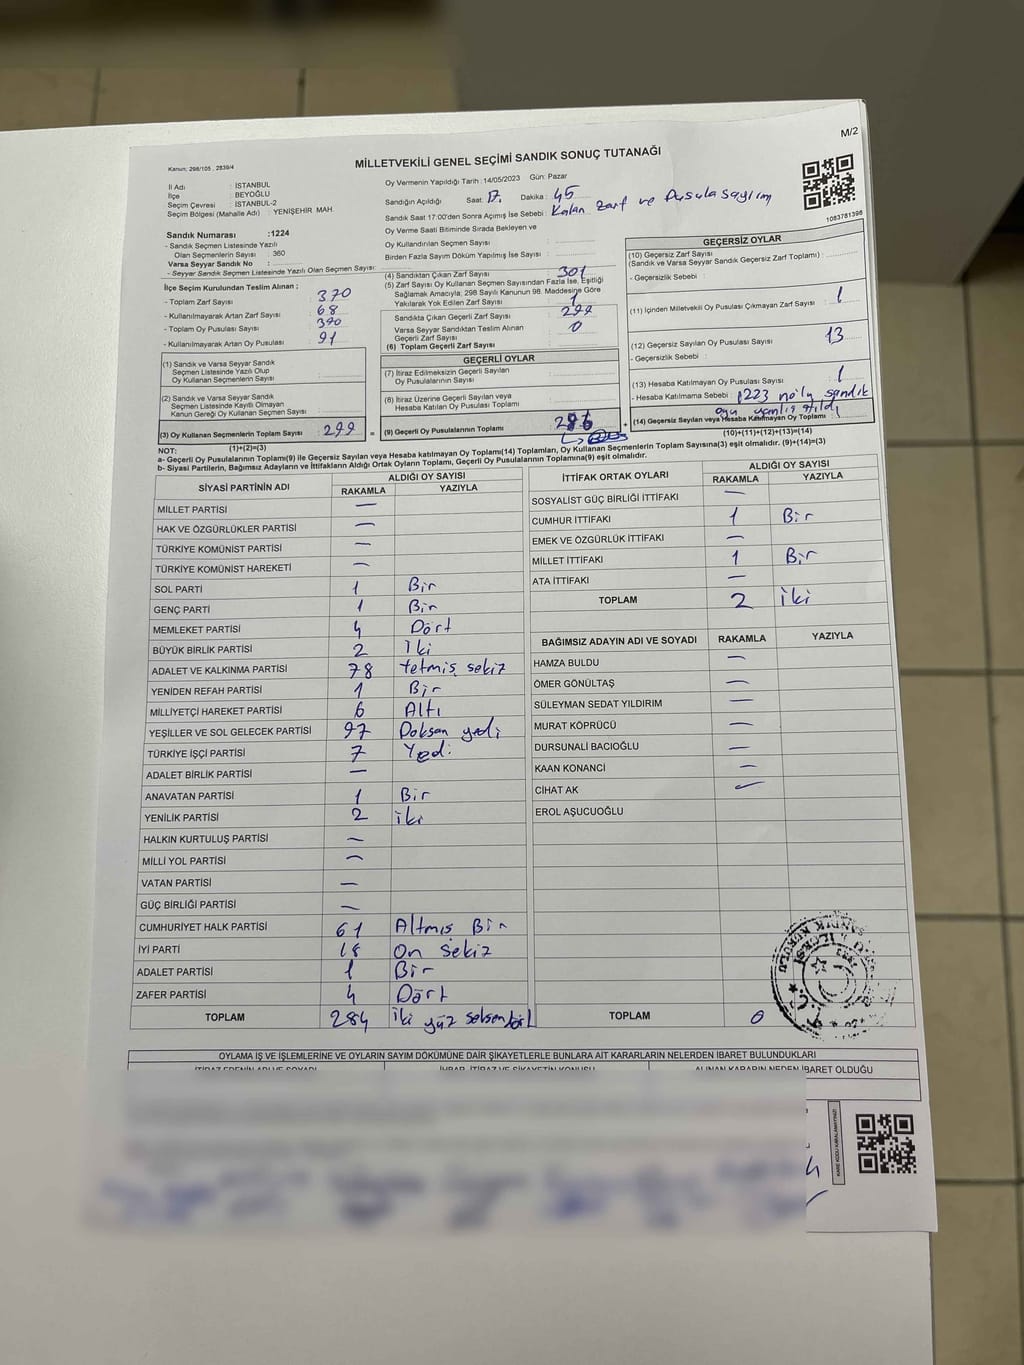 M/2
Kanun; 298/105 , 2839/4
MİLLETVEKİLİ GENEL SEÇİMİ SANDIK SONUÇ TUTANAĞI
İl Adı : İSTANBUL
İlçe : BEYOĞLU
Seçim Çevresi : İSTANBUL-2
Seçim Bölgesi (Mahalle Adı) : YENİŞEHİR MAH.
Sandık Numarası :1224
- Sandık Seçmen Listesinde Yazılı
Olan Seçmenlerin Sayısı : 360
Varsa Seyyar Sandık No :
- Seyyar Sandık Seçmen Listesinde Yazılı Olan Seçmen Sayısı:
İlçe Seçim Kurulundan Teslim Alınan ;
- Toplam Zarf Sayısı : 370
- Kullanılmayarak Artan Zarf Sayısı : 68
- Toplam Oy Pusulası Sayısı : 390
- Kullanılmayarak Artan Oy Pusulası : 91
(1) Sandık ve Varsa Seyyar Sandık
Seçmen Listesinde Yazılı Olup
Oy Kullanan Seçmenlerin Sayısı :
(2) Sandık ve Varsa Seyyar Sandık
Seçmen Listesinde Kayıtlı Olmayan
Kanun Gereği Oy Kullanan Seçmen Sayısı :
(3) Oy Kullanan Seçmenlerin Toplam Sayısı : 299 =
(1)+(2)=(3)
Oy Vermenin Yapıldığı Tarih : 14/05/2023 Gün: Pazar
Sandığın Açıldığı Saat: 17. Dakika : 45
Sandık Saat 17:00'den Sonra Açımış İse Sebebi : Kalan zarf ve Pusula sayım
Oy Verme Saati Bitiminde Sırada Bekleyen ve
Oy Kullandırılan Seçmen Sayısı :
Birden Fazla Sayım Döküm Yapılmış İse Sayısı :
(4) Sandıktan Çıkan Zarf Sayısı : 301
(5) Zarf Sayısı Oy Kullanan Seçmen Sayısından Fazla İse, Eşitliği
Sağlamak Amacıyla; 298 Sayılı Kanunun 98. Maddesine Göre
Yakılarak Yok Edilen Zarf Sayısı : 1
Sandıkta Çıkan Geçerli Zarf Sayısı : 299
Varsa Seyyar Sandıktan Teslim Alınan
Geçerli Zarf Sayısı : 0
(6) Toplam Geçerli Zarf Sayısı :
GEÇERLİ OYLAR
(7) İtiraz Edilmeksizin Geçerli Sayılan
Oy Pusulalarının Sayısı :
(8) İtiraz Üzerine Geçerli Sayılan veya
Hesaba Katılan Oy Pusulası Toplamı :
(9) Geçerli Oy Pusulalarının Toplamı : 286 +
1083781398
GEÇERSİZ OYLAR
(10) Geçersiz Zarf Sayısı
(Sandık ve Varsa Seyyar Sandık Geçersiz Zarf Toplamı) :
- Geçersizlik Sebebi :
(11) İçinden Milletvekili Oy Pusulası Çıkmayan Zarf Sayısı : 1
(12) Geçersiz Sayılan Oy Pusulası Sayısı : 13
- Geçersizlik Sebebi :
(13) Hesaba Katılmayan Oy Pusulası Sayısı : 1
- Hesaba Katılmama Sebebi : 1223 no'lu sandık
oyu yanlış atıldı
(14) Geçersiz Sayılan veya Hesaba Katılmayan Oy Toplamı :
(10)+(11)+(12)+(13)=(14)
NOT:
a- Geçerli Oy Pusulalarının Toplamı(9) ile Geçersiz Sayılan veya Hesaba katılmayan Oy Toplamı(14) Toplamları, Oy Kullanan Seçmenlerin Toplam Sayısına(3) eşit olmalıdır. (9)+(14)=(3)
b- Siyasi Partilerin, Bağımsız Adayların ve İttifakların Aldığı Ortak Oyların Toplamı, Geçerli Oy Pusulalarının Toplamına(9) eşit olmalıdır.
SİYASİ PARTİNİN ADI ALDIĞI OY SAYISI
RAKAMLA YAZIYLA
MİLLET PARTİSİ —
HAK VE ÖZGÜRLÜKLER PARTİSİ —
TÜRKİYE KOMÜNİST PARTİSİ —
TÜRKİYE KOMÜNİST HAREKETİ —
SOL PARTİ 1 Bir
GENÇ PARTİ 1 Bir
MEMLEKET PARTİSİ 4 Dört
BÜYÜK BİRLİK PARTİSİ 2 İki
ADALET VE KALKINMA PARTİSİ 78 Yetmiş sekiz
YENİDEN REFAH PARTİSİ 1 Bir
MİLLİYETÇİ HAREKET PARTİSİ 6 Altı
YEŞİLLER VE SOL GELECEK PARTİSİ 97 Doksan yedi
TÜRKİYE İŞÇİ PARTİSİ 7 Yedi
ADALET BİRLİK PARTİSİ —
ANAVATAN PARTİSİ 1 Bir
YENİLİK PARTİSİ 2 iki
HALKIN KURTULUŞ PARTİSİ —
MİLLİ YOL PARTİSİ —
VATAN PARTİSİ —
GÜÇ BİRLİĞİ PARTİSİ —
CUMHURİYET HALK PARTİSİ 61 Altmış Bir
İYİ PARTİ 18 On sekiz
ADALET PARTİSİ 1 Bir
ZAFER PARTİSİ 4 Dört
TOPLAM 284 İki yüz seksen dört
İTTİFAK ORTAK OYLARI ALDIĞI OY SAYISI
RAKAMLA YAZIYLA
SOSYALİST GÜÇ BİRLİĞİ İTTİFAKI —
CUMHUR İTTİFAKI 1 Bir
EMEK VE ÖZGÜRLÜK İTTİFAKI —
MİLLET İTTİFAKI 1 Bir
ATA İTTİFAKI —
TOPLAM 2 İki
BAĞIMSIZ ADAYIN ADI VE SOYADI RAKAMLA YAZIYLA
HAMZA BULDU —
ÖMER GÖNÜLTAŞ —
SÜLEYMAN SEDAT YILDIRIM —
MURAT KÖPRÜCÜ —
DURSUNALİ BACIOĞLU —
KAAN KONANCİ —
CİHAT AK —
EROL AŞUCUOĞLU
TOPLAM 0
OYLAMA İŞ VE İŞLEMLERİNE VE OYLARIN SAYIM DÖKÜMÜNE DAİR ŞİKAYETLERLE BUNLARA AİT KARARLARIN NELERDEN İBARET BULUNDUKLARI
İTİRAZ EDENİN ADI VE SOYADI İHBAR, İTİRAZ VE ŞİKAYETİN KONUSU ALINAN KARARIN NEDEN İBARET OLDUĞU